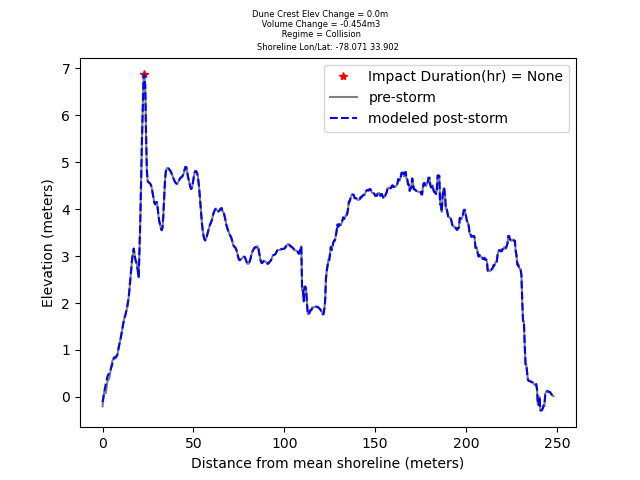 Dune Crest Elev Change = 0.0m
Volume Change = -0.454m3
Regime = Collision
Shoreline Lon/Lat: -78.071 33.902
Impact Duration(hr) = None
pre-storm
modeled post-storm
Elevation (meters)
7
6
5
4
3
2
1
0
0 50 100 150 200 250
Distance from mean shoreline (meters)